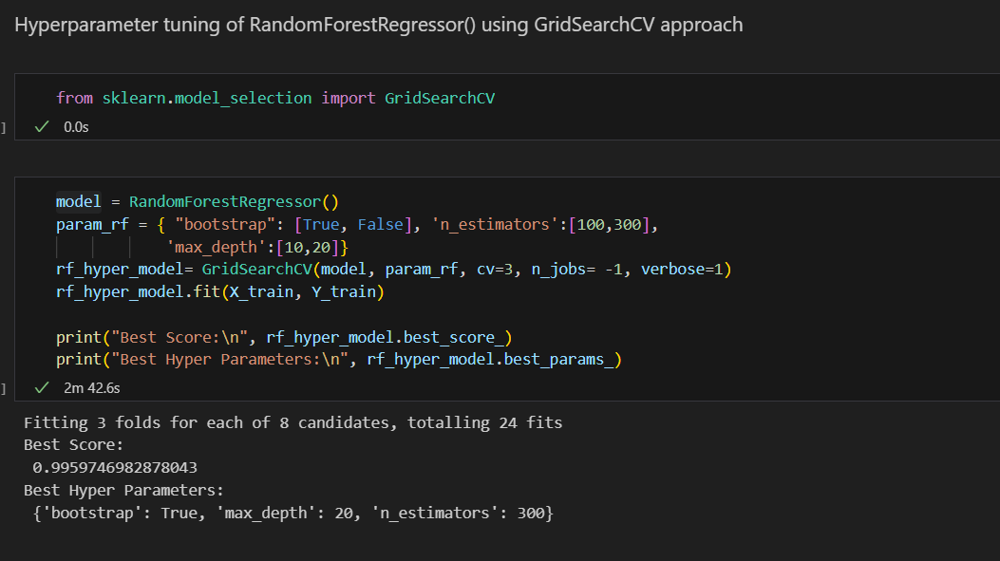 Hyperparameter tuning of RandomForestRegressor() using GridSearchCV approach
from sklearn.model_selection import GridSearchCV
]
✓ 0.0s
model = RandomForestRegressor()
param_rf = { "bootstrap": [True, False], 'n_estimators':[100,300],
'max_depth':[10,20]}
rf_hyper_model= GridSearchCV(model, param_rf, cv=3, n_jobs= -1, verbose=1)
rf_hyper_model.fit(X_train, Y_train)
print("Best Score:\n", rf_hyper_model.best_score_)
print("Best Hyper Parameters:\n", rf_hyper_model.best_params_)
]
✓ 2m 42.6s
Fitting 3 folds for each of 8 candidates, totalling 24 fits
Best Score:
0.9959746982878043
Best Hyper Parameters:
{'bootstrap': True, 'max_depth': 20, 'n_estimators': 300}